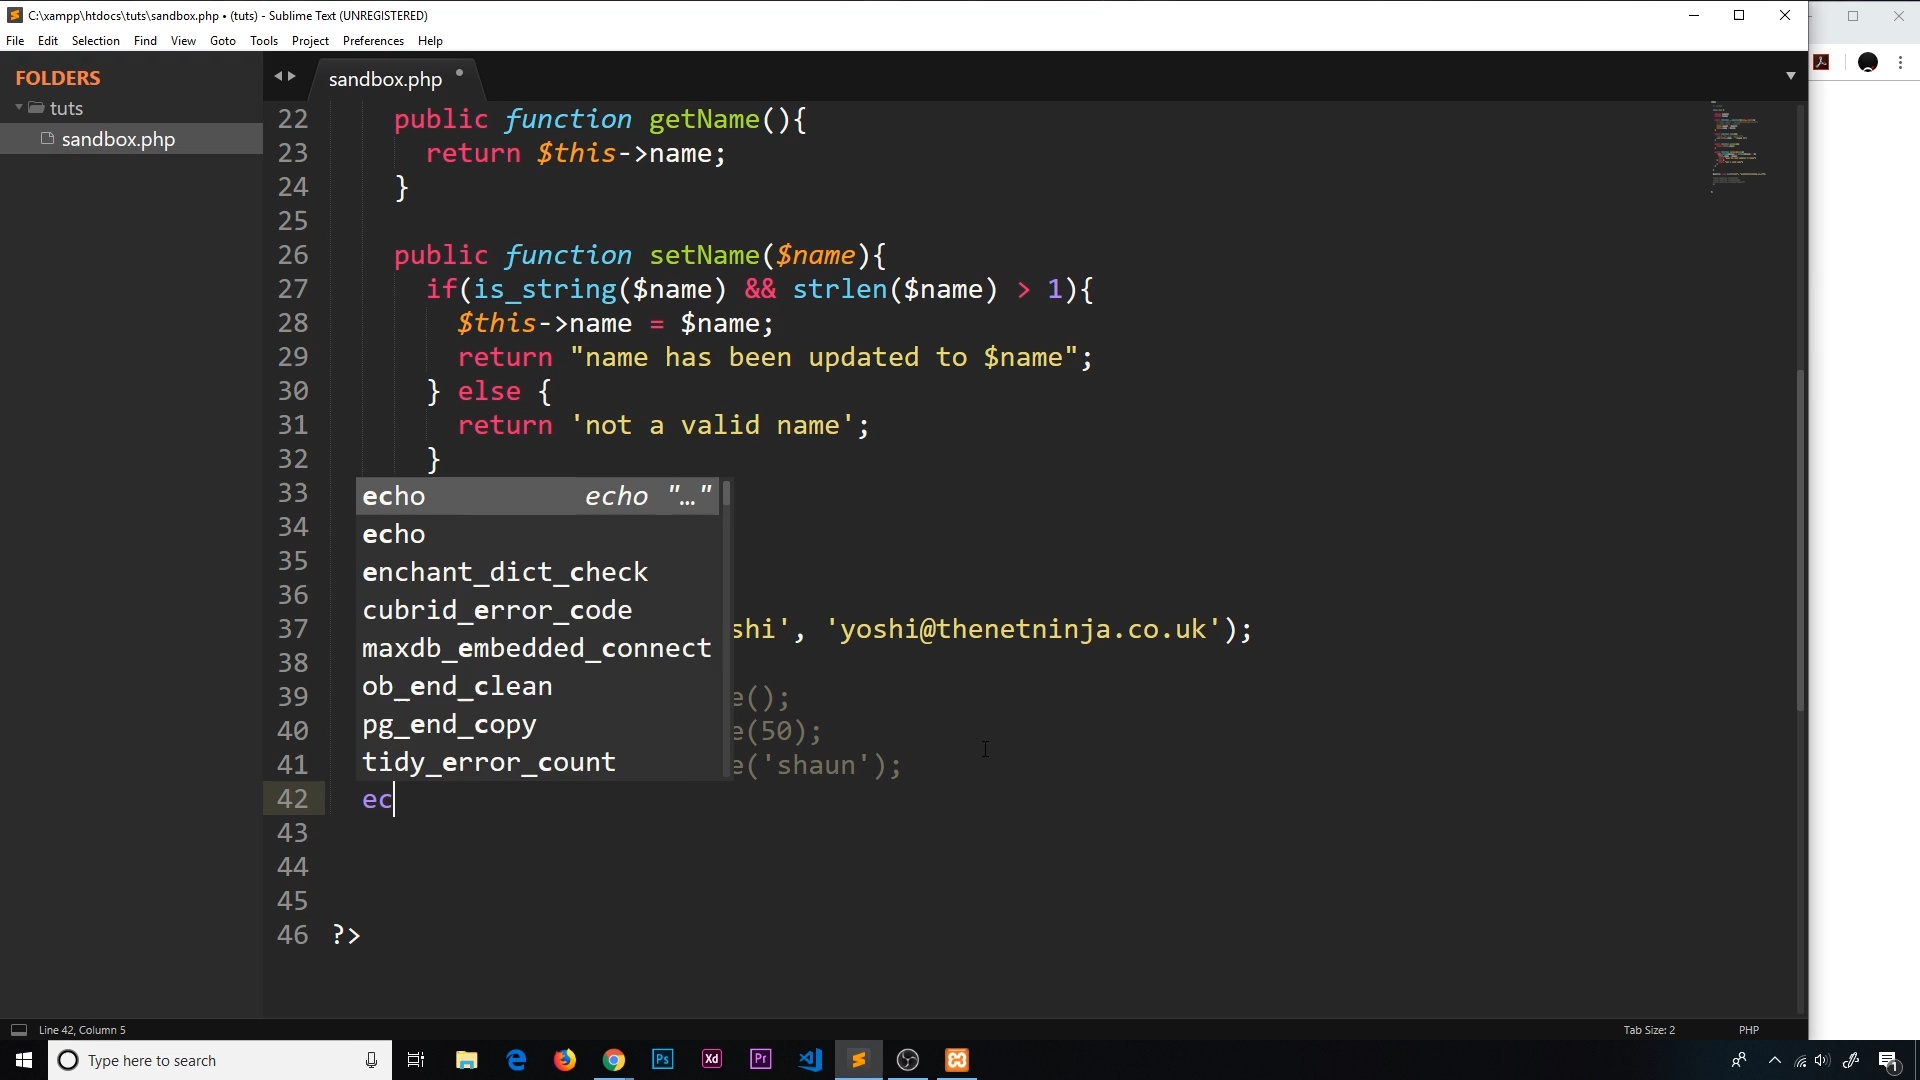 C:\xampp\htdocs\tuts\sandbox.php • (tuts) - Sublime Text (UNREGISTERED)
File Edit Selection Find View Goto Tools Project Preferences Help
FOLDERS
tuts
sandbox.php
sandbox.php
22 public function getName(){
23 return $this->name;
24 }
25
26 public function setName($name){
27 if(is_string($name) && strlen($name) > 1){
28 $this->name = $name;
29 return "name has been updated to $name";
30 } else {
31 return 'not a valid name';
32 }
33
34
35
36
37 shi', 'yoshi@thenetninja.co.uk');
38
39 e();
40 e(50);
41 e('shaun');
42 ec
43
44
45
46 ?>
echo echo "…"
echo
enchant_dict_check
cubrid_error_code
maxdb_embedded_connect
ob_end_clean
pg_end_copy
tidy_error_count
Line 42, Column 5
Tab Size: 2
PHP
Type here to search
Ps
Xd
Pr
1